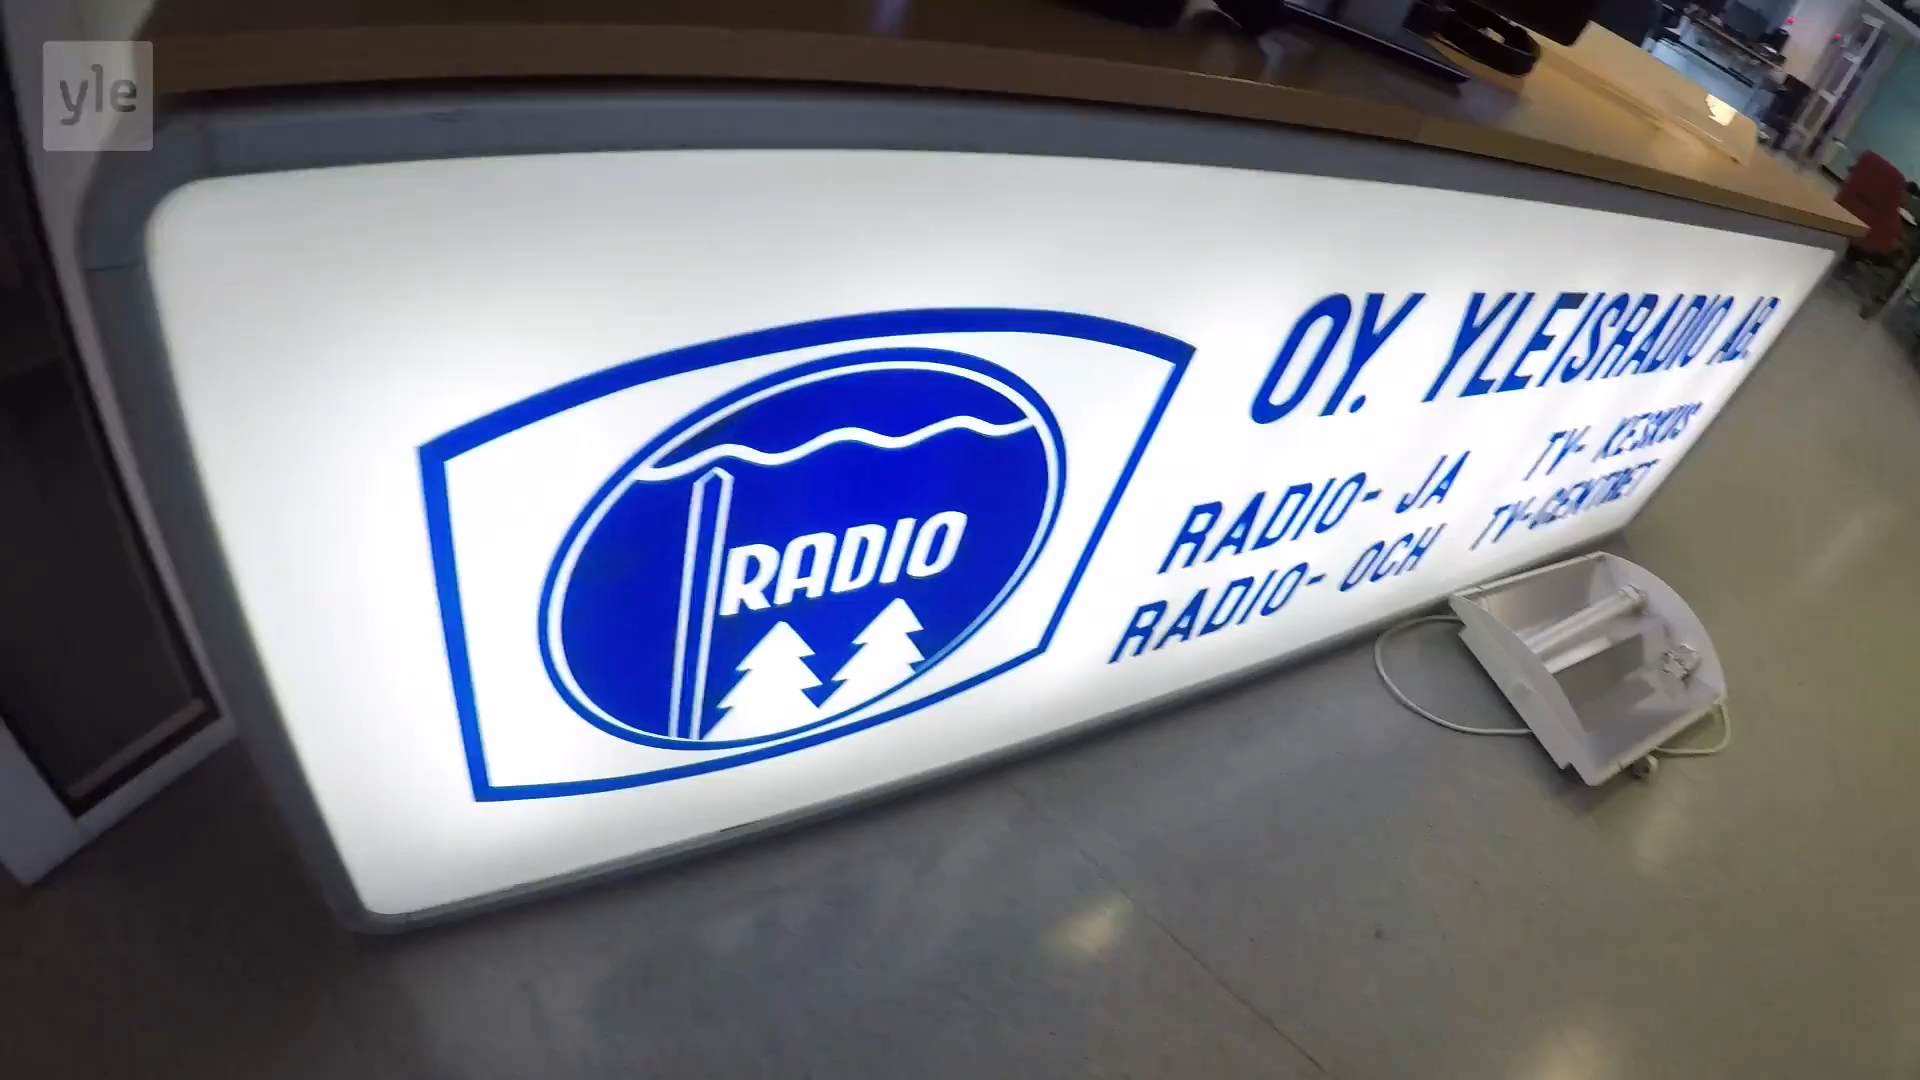 yle
RADIO
OY. YLEISRADIO AB.
RADIO- JA TV- KESKUS
RADIO- OCH TV-CENTRET